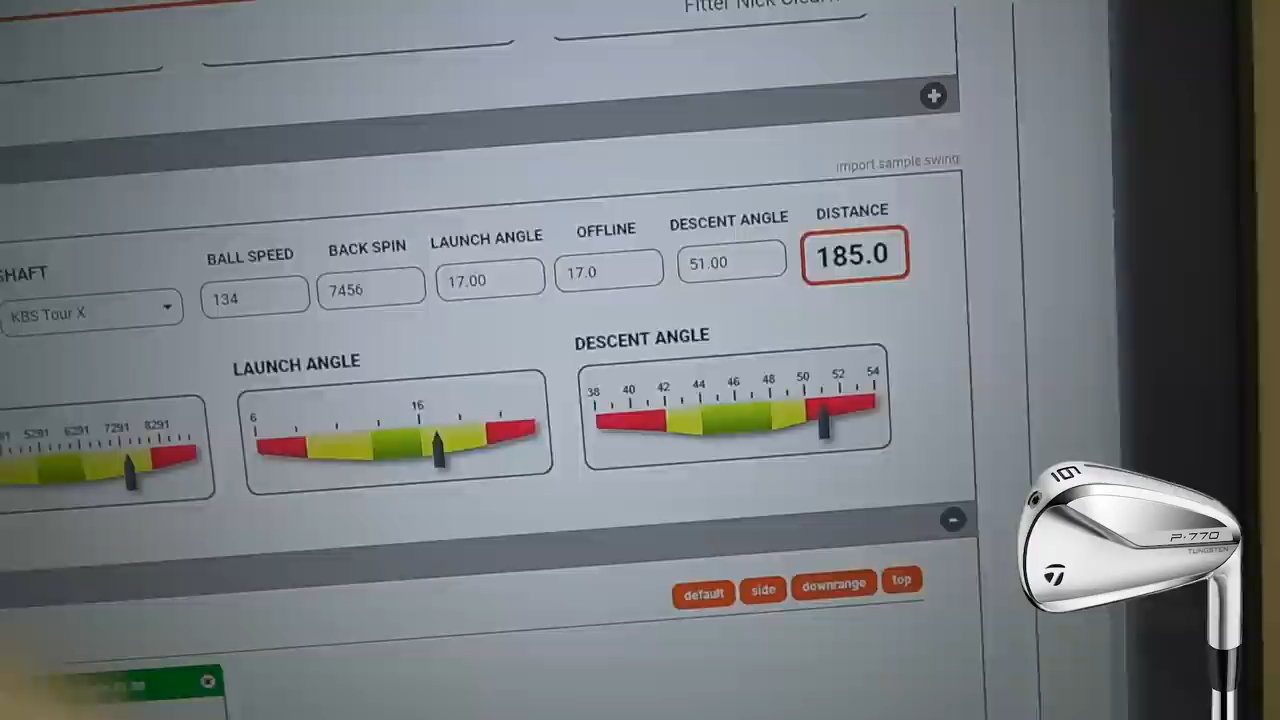 Fitter Nick
import sample swing
SHAFT
BALL SPEED
BACK SPIN
LAUNCH ANGLE
OFFLINE
DESCENT ANGLE
DISTANCE
KBS Tour X
134
7456
17.00
17.0
51.00
185.0
LAUNCH ANGLE
DESCENT ANGLE
5291 6291 7291 8291
6 16
38 40 42 44 46 48 50 52 54
default
side
downrange
top
6
P·770
TUNGSTEN